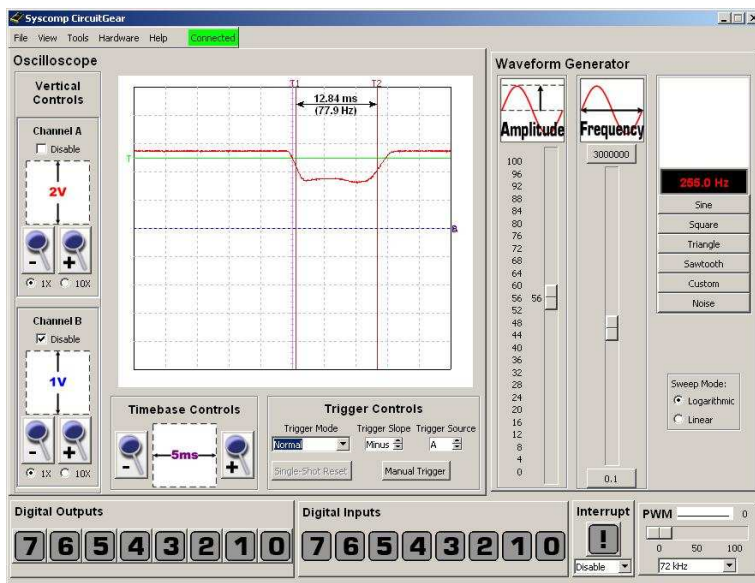 Syscomp CircuitGear
File View Tools Hardware Help Connected
Oscilloscope
Vertical
Controls
Channel A
Disable
2V
- +
1X 10X
Channel B
Disable
1V
- +
1X 10X
T1 T2
12.84 ms
(77.9 Hz)
T
B
Timebase Controls
- 5ms +
Trigger Controls
Trigger Mode Trigger Slope Trigger Source
Normal Minus A
Single-Shot Reset Manual Trigger
Waveform Generator
Amplitude Frequency
3000000
100
96
92
88
84
80
76
72
68
64
60
56 56
52
48
44
40
36
32
28
24
20
16
12
8
4
0
0.1
255.0 Hz
Sine
Square
Triangle
Sawtooth
Custom
Noise
Sweep Mode:
Logarithmic
Linear
Digital Outputs
7 6 5 4 3 2 1 0
Digital Inputs
7 6 5 4 3 2 1 0
Interrupt
!
Disable
PWM 0
0 50 100
72 kHz